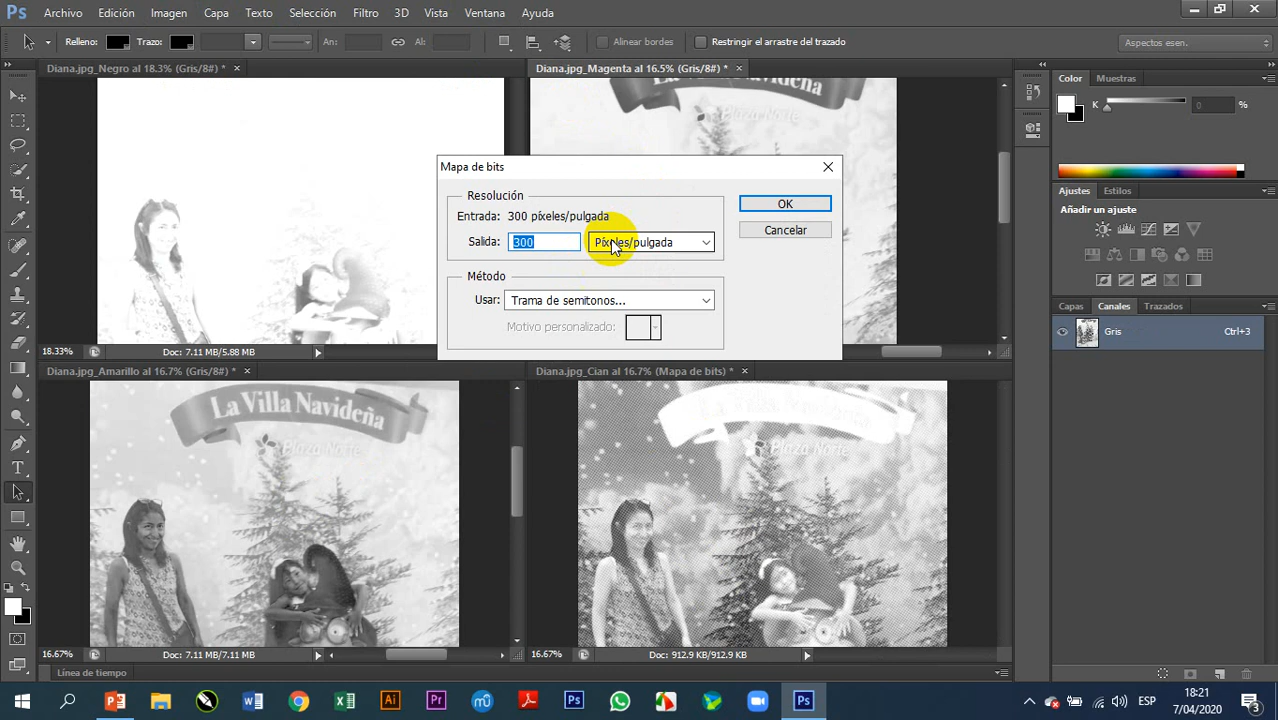 Ps Archivo Edición Imagen Capa Texto Selección Filtro 3D Vista Ventana Ayuda
Relleno: Trazo: An: Al: Alinear bordes Restringir el arrastre del trazado Aspectos esen.
Diana.jpg_Negro al 18.3% (Gris/8#) * × Diana.jpg_Magenta al 16.5% (Gris/8#) * ×
Color Muestras
K 0 %
La Villa Navideña
Plaza Norte
Mapa de bits
Resolución
Entrada: 300 píxeles/pulgada
Salida: 300 Píxeles/pulgada
OK
Cancelar
Método
Usar: Trama de semitonos...
Motivo personalizado:
Ajustes Estilos
Añadir un ajuste
Capas Canales Trazados
Gris Ctrl+3
18.33% Doc: 7.11 MB/5.88 MB
Diana.jpg_Amarillo al 16.7% (Gris/8#) * × Diana.jpg_Cian al 16.7% (Mapa de bits) * ×
La Villa Navideña
Plaza Norte
Plaza Norte
16.67% Doc: 7.11 MB/7.11 MB
16.67% Doc: 912.9 KB/912.9 KB
Línea de tiempo
Ai Pr Ps Ps
ESP
18:21
7/04/2020
3